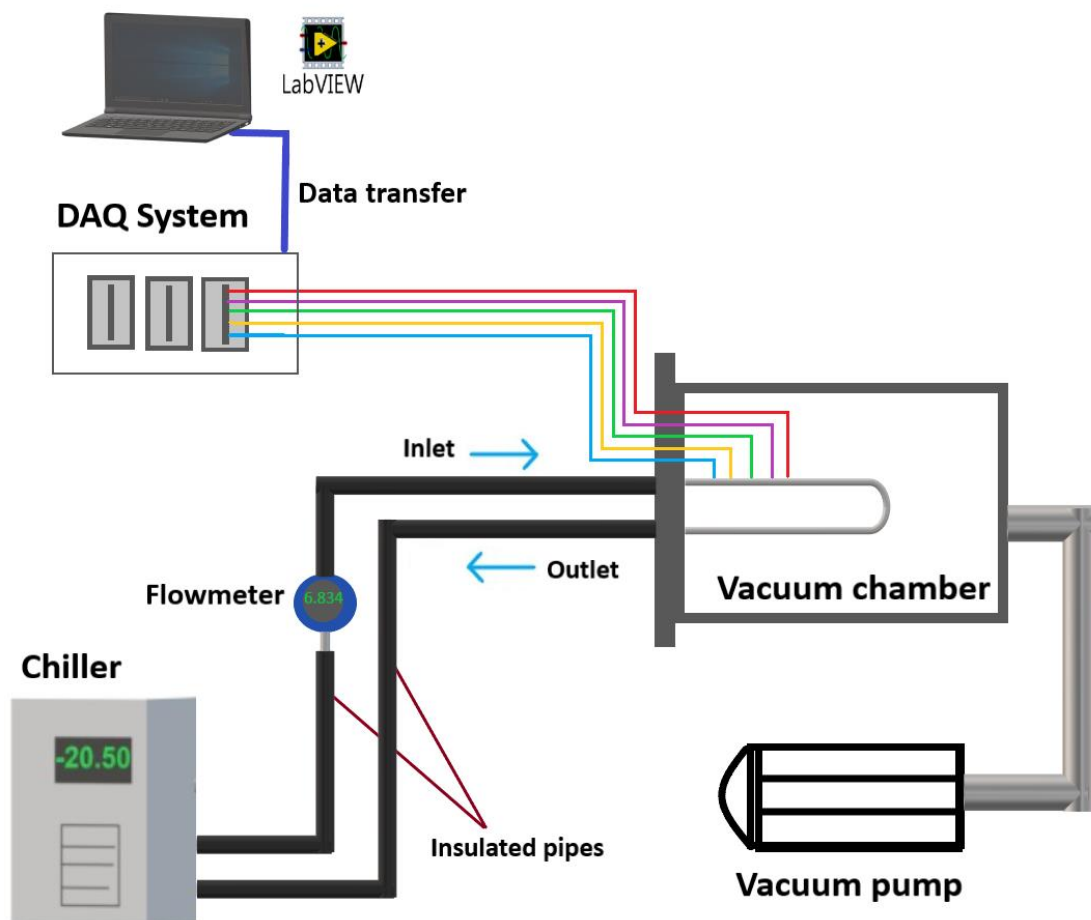 LabVIEW
Data transfer
DAQ System
Inlet
Outlet
Flowmeter
6.834
Vacuum chamber
Chiller
-20.50
Insulated pipes
Vacuum pump